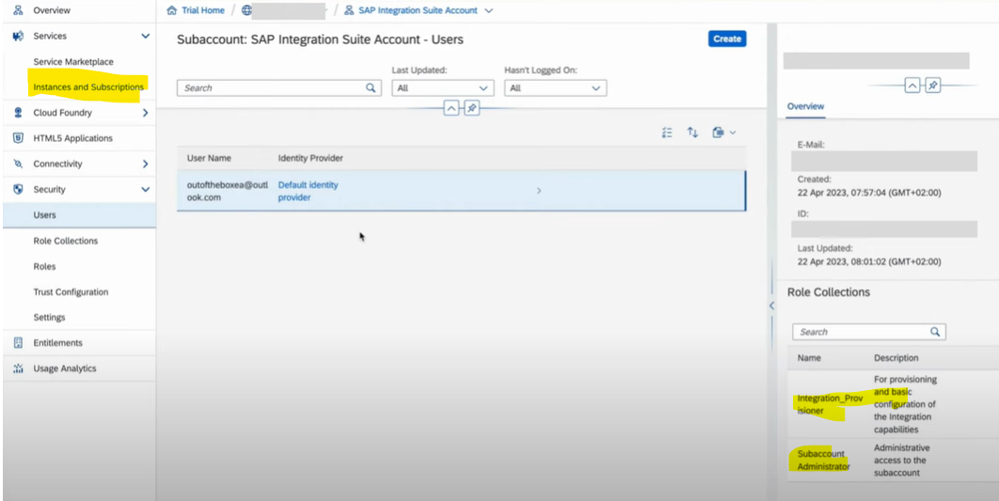 Overview
Trial Home / / SAP Integration Suite Account
Services
Service Marketplace
Instances and Subscriptions
Cloud Foundry
HTML5 Applications
Connectivity
Security
Users
Role Collections
Roles
Trust Configuration
Settings
Entitlements
Usage Analytics
Subaccount: SAP Integration Suite Account - Users
Create
Last Updated:
Hasn't Logged On:
Search
All
All
User Name
Identity Provider
outoftheboxea@outl
ook.com
Default identity
provider
Overview
E-Mail:
Created:
22 Apr 2023, 07:57:04 (GMT+02:00)
ID:
Last Updated:
22 Apr 2023, 08:01:02 (GMT+02:00)
Role Collections
Search
Name
Description
Integration_Prov
isioner
For provisioning
and basic
configuration of
the Integration
capabilities
Subaccount
Administrator
Administrative
access to the
subaccount